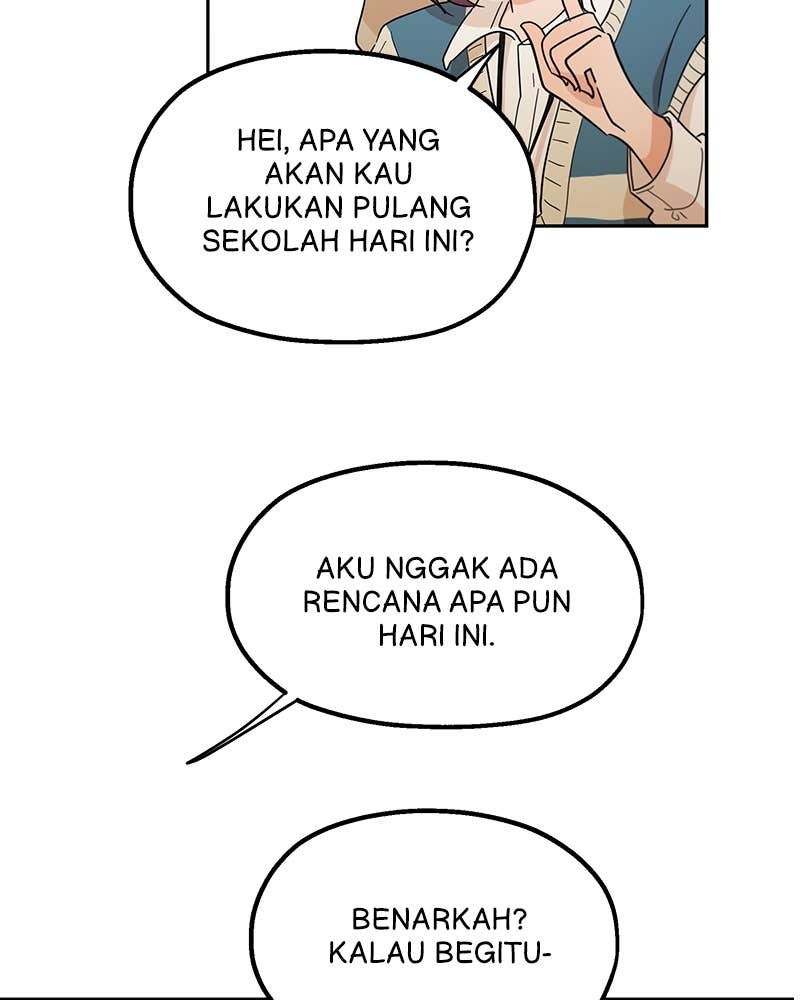 HEI, APA YANG
AKAN KAU
LAKUKAN PULANG
SEKOLAH HARI INI?
AKU NGGAK ADA
RENCANA APA PUN
HARI INI.
BENARKAH?
KALAU BEGITU-